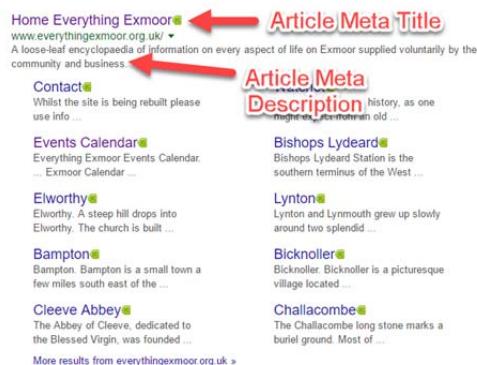 Home Everything Exmoor
Article Meta Title
www.everythingexmoor.org.uk/
A loose-leaf encyclopaedia of information on every aspect of life on Exmoor supplied voluntarily by the
community and business.
Article Meta
Description
Contact
Whilst the site is being rebuilt please
use info ...
history, as one
an old ...
Events Calendar
Everything Exmoor Events Calendar.
... Exmoor Calendar ...
Bishops Lydeard
Bishops Lydeard Station is the
southern terminus of the West ...
Elworthy
Elworthy. A steep hill drops into
Elworthy. The church is built ...
Lynton
Lynton and Lynmouth grew up slowly
around two splendid ...
Bampton
Bampton. Bampton is a small town a
few miles south east of the ...
Bicknoller
Bicknoller. Bicknoller is a picturesque
village located ...
Cleeve Abbey
The Abbey of Cleeve, dedicated to
the Blessed Virgin, was founded ...
Challacombe
The Challacombe long stone marks a
buriel ground. Most of ...
More results from everythingexmoor.org.uk »